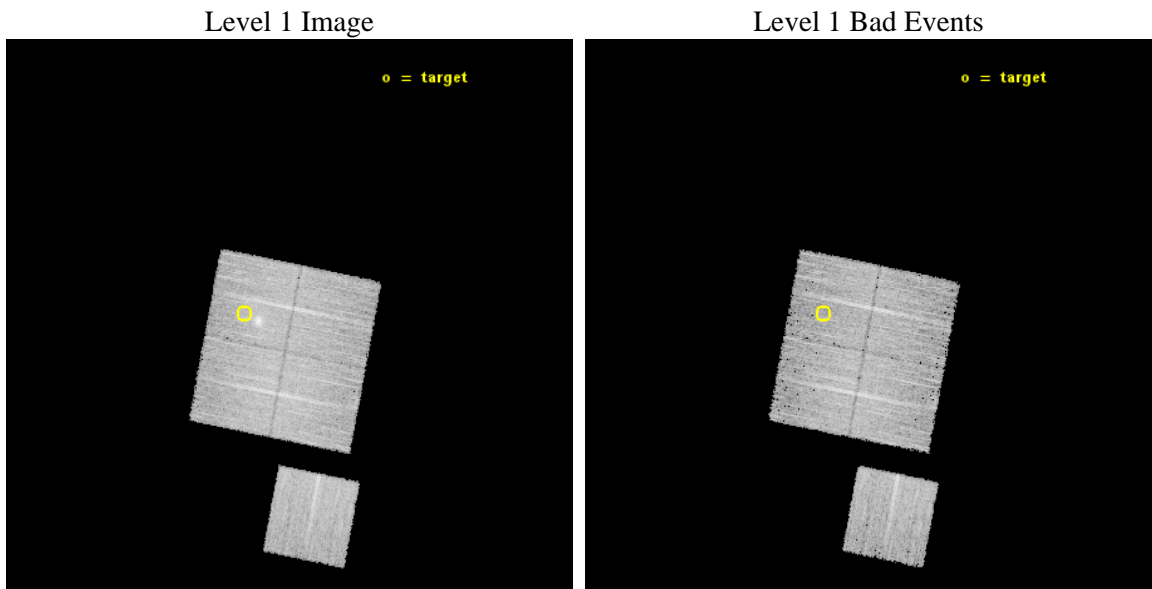 Level 1 Image
Level 1 Bad Events
o = target
o = target